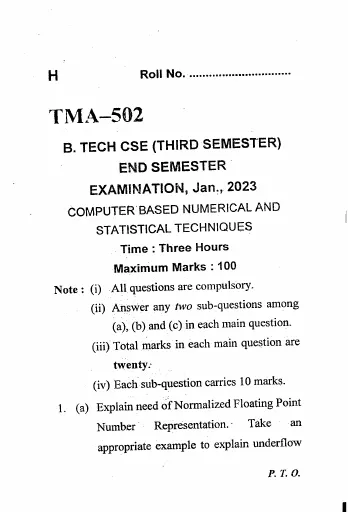 H Roll No. ................................
TMA–502
B. TECH CSE (THIRD SEMESTER)
END SEMESTER
EXAMINATION, Jan., 2023
COMPUTER BASED NUMERICAL AND
STATISTICAL TECHNIQUES
Time : Three Hours
Maximum Marks : 100
Note : (i) All questions are compulsory.
(ii) Answer any two sub-questions among
(a), (b) and (c) in each main question.
(iii) Total marks in each main question are
twenty.
(iv) Each sub-question carries 10 marks.
1. (a) Explain need of Normalized Floating Point
Number Representation. Take an
appropriate example to explain underflow
P. T. O.